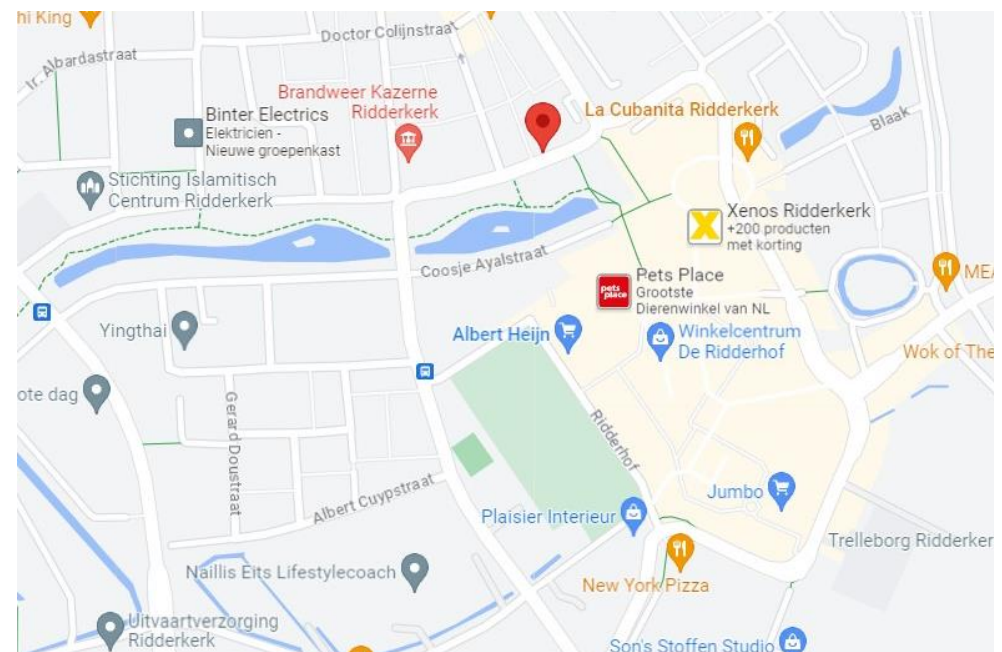 hi King
Doctor Colijnstraat
Ir. Albardastraat
Brandweer Kazerne
Ridderkerk
Binter Electrics
Elektricien -
Nieuwe groepenkast
La Cubanita Ridderkerk
Blaak
Stichting Islamitisch
Centrum Ridderkerk
Xenos Ridderkerk
+200 producten
met korting
Coosje Ayalstraat
pets
place
Pets Place
Grootste
Dierenwinkel van NL
MEA
Yingthai
Albert Heijn
Winkelcentrum
De Ridderhof
Wok of The
ote dag
Gerard Doustraat
Ridderhof
Albert Cuypstraat
Jumbo
Plaisier Interieur
Trelleborg Ridderker
Naillis Eits Lifestylecoach
New York Pizza
Uitvaartverzorging
Ridderkerk
Son's Stoffen Studio